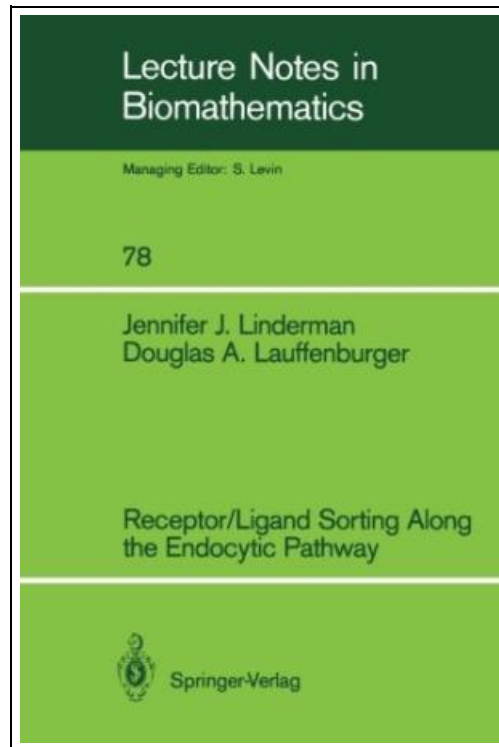 Lecture Notes in
Biomathematics
Managing Editor: S. Levin
78
Jennifer J. Linderman
Douglas A. Lauffenburger
Receptor/Ligand Sorting Along
the Endocytic Pathway
Springer-Verlag